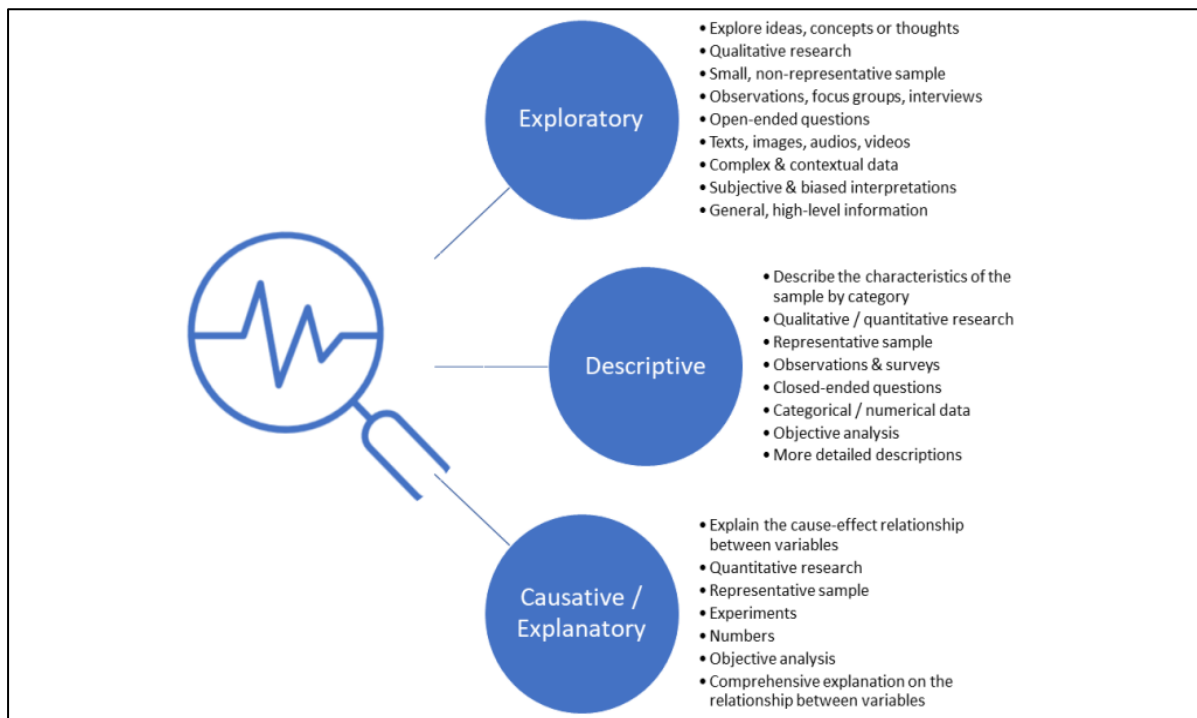 Exploratory
• Explore ideas, concepts or thoughts
• Qualitative research
• Small, non-representative sample
• Observations, focus groups, interviews
• Open-ended questions
• Texts, images, audios, videos
• Complex & contextual data
• Subjective & biased interpretations
• General, high-level information
Descriptive
• Describe the characteristics of the
sample by category
• Qualitative / quantitative research
• Representative sample
• Observations & surveys
• Closed-ended questions
• Categorical / numerical data
• Objective analysis
• More detailed descriptions
Causative /
Explanatory
• Explain the cause-effect relationship
between variables
• Quantitative research
• Representative sample
• Experiments
• Numbers
• Objective analysis
• Comprehensive explanation on the
relationship between variables